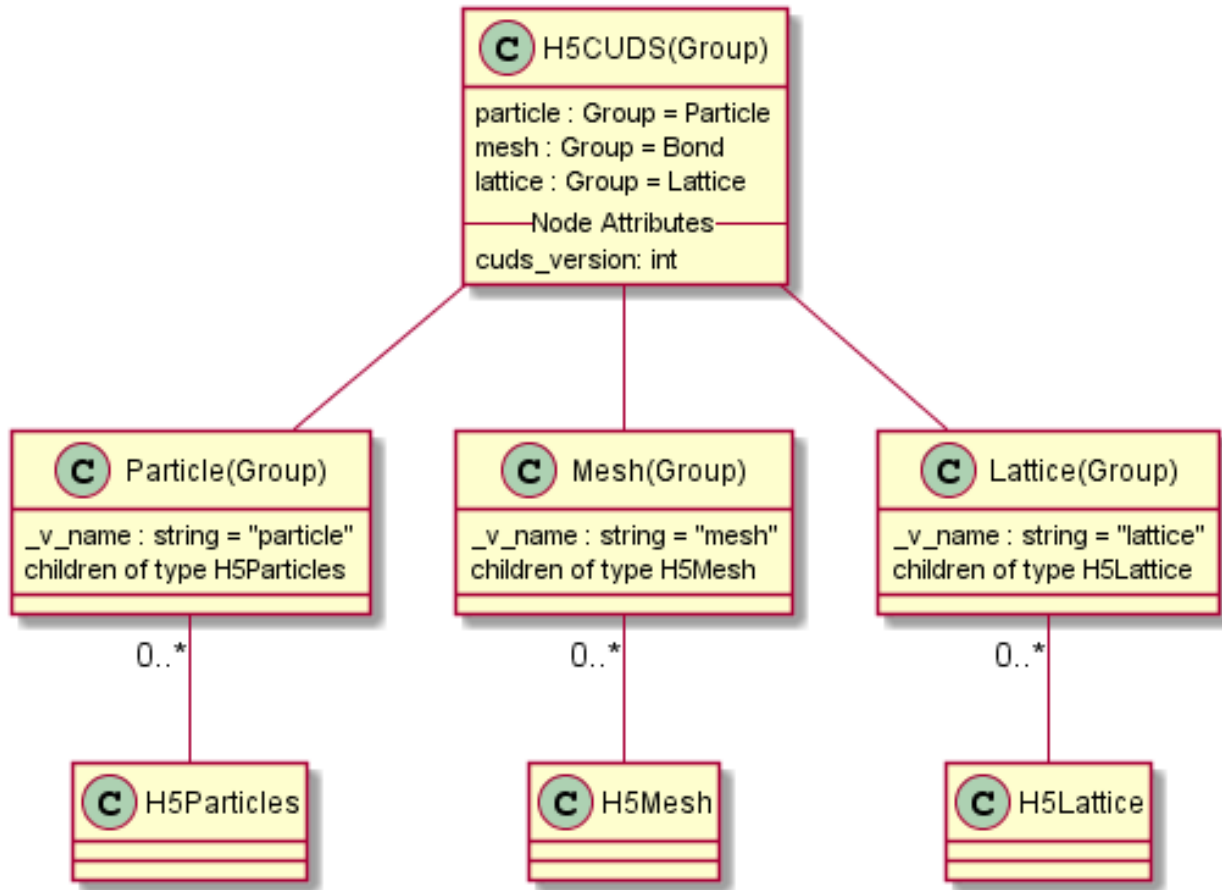 C H5CUDS(Group)
particle : Group = Particle
mesh : Group = Bond
lattice : Group = Lattice
Node Attributes
cuds_version: int
C Particle(Group)
_v_name : string = "particle"
children of type H5Particles
C Mesh(Group)
_v_name : string = "mesh"
children of type H5Mesh
C Lattice(Group)
_v_name : string = "lattice"
children of type H5Lattice
0..*
0..*
0..*
C H5Particles
C H5Mesh
C H5Lattice